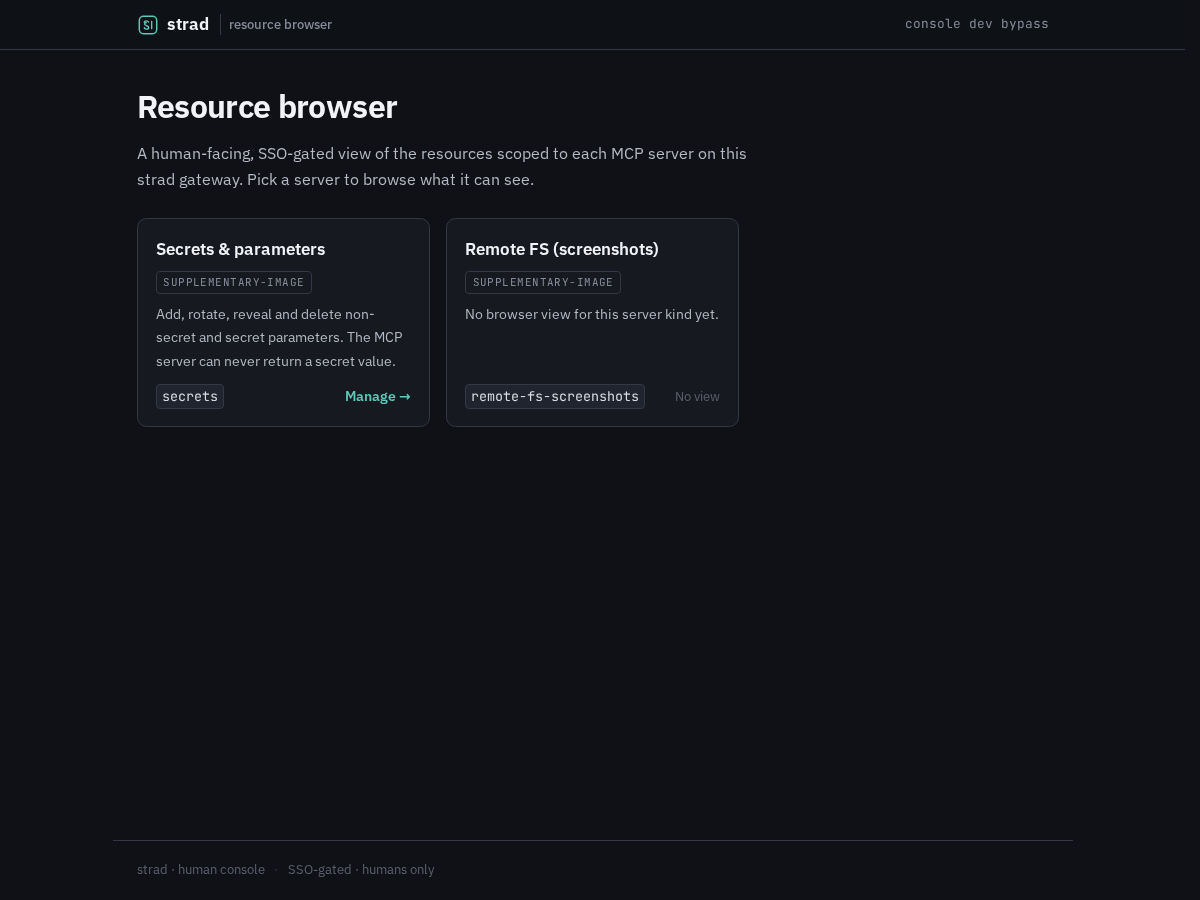 strad
resource browser
console dev bypass
Resource browser
A human-facing, SSO-gated view of the resources scoped to each MCP server on this
strad gateway. Pick a server to browse what it can see.
Secrets & parameters
SUPPLEMENTARY-IMAGE
Add, rotate, reveal and delete non-
secret and secret parameters. The MCP
server can never return a secret value.
secrets
Manage →
Remote FS (screenshots)
SUPPLEMENTARY-IMAGE
No browser view for this server kind yet.
remote-fs-screenshots
No view
strad · human console · SSO-gated · humans only